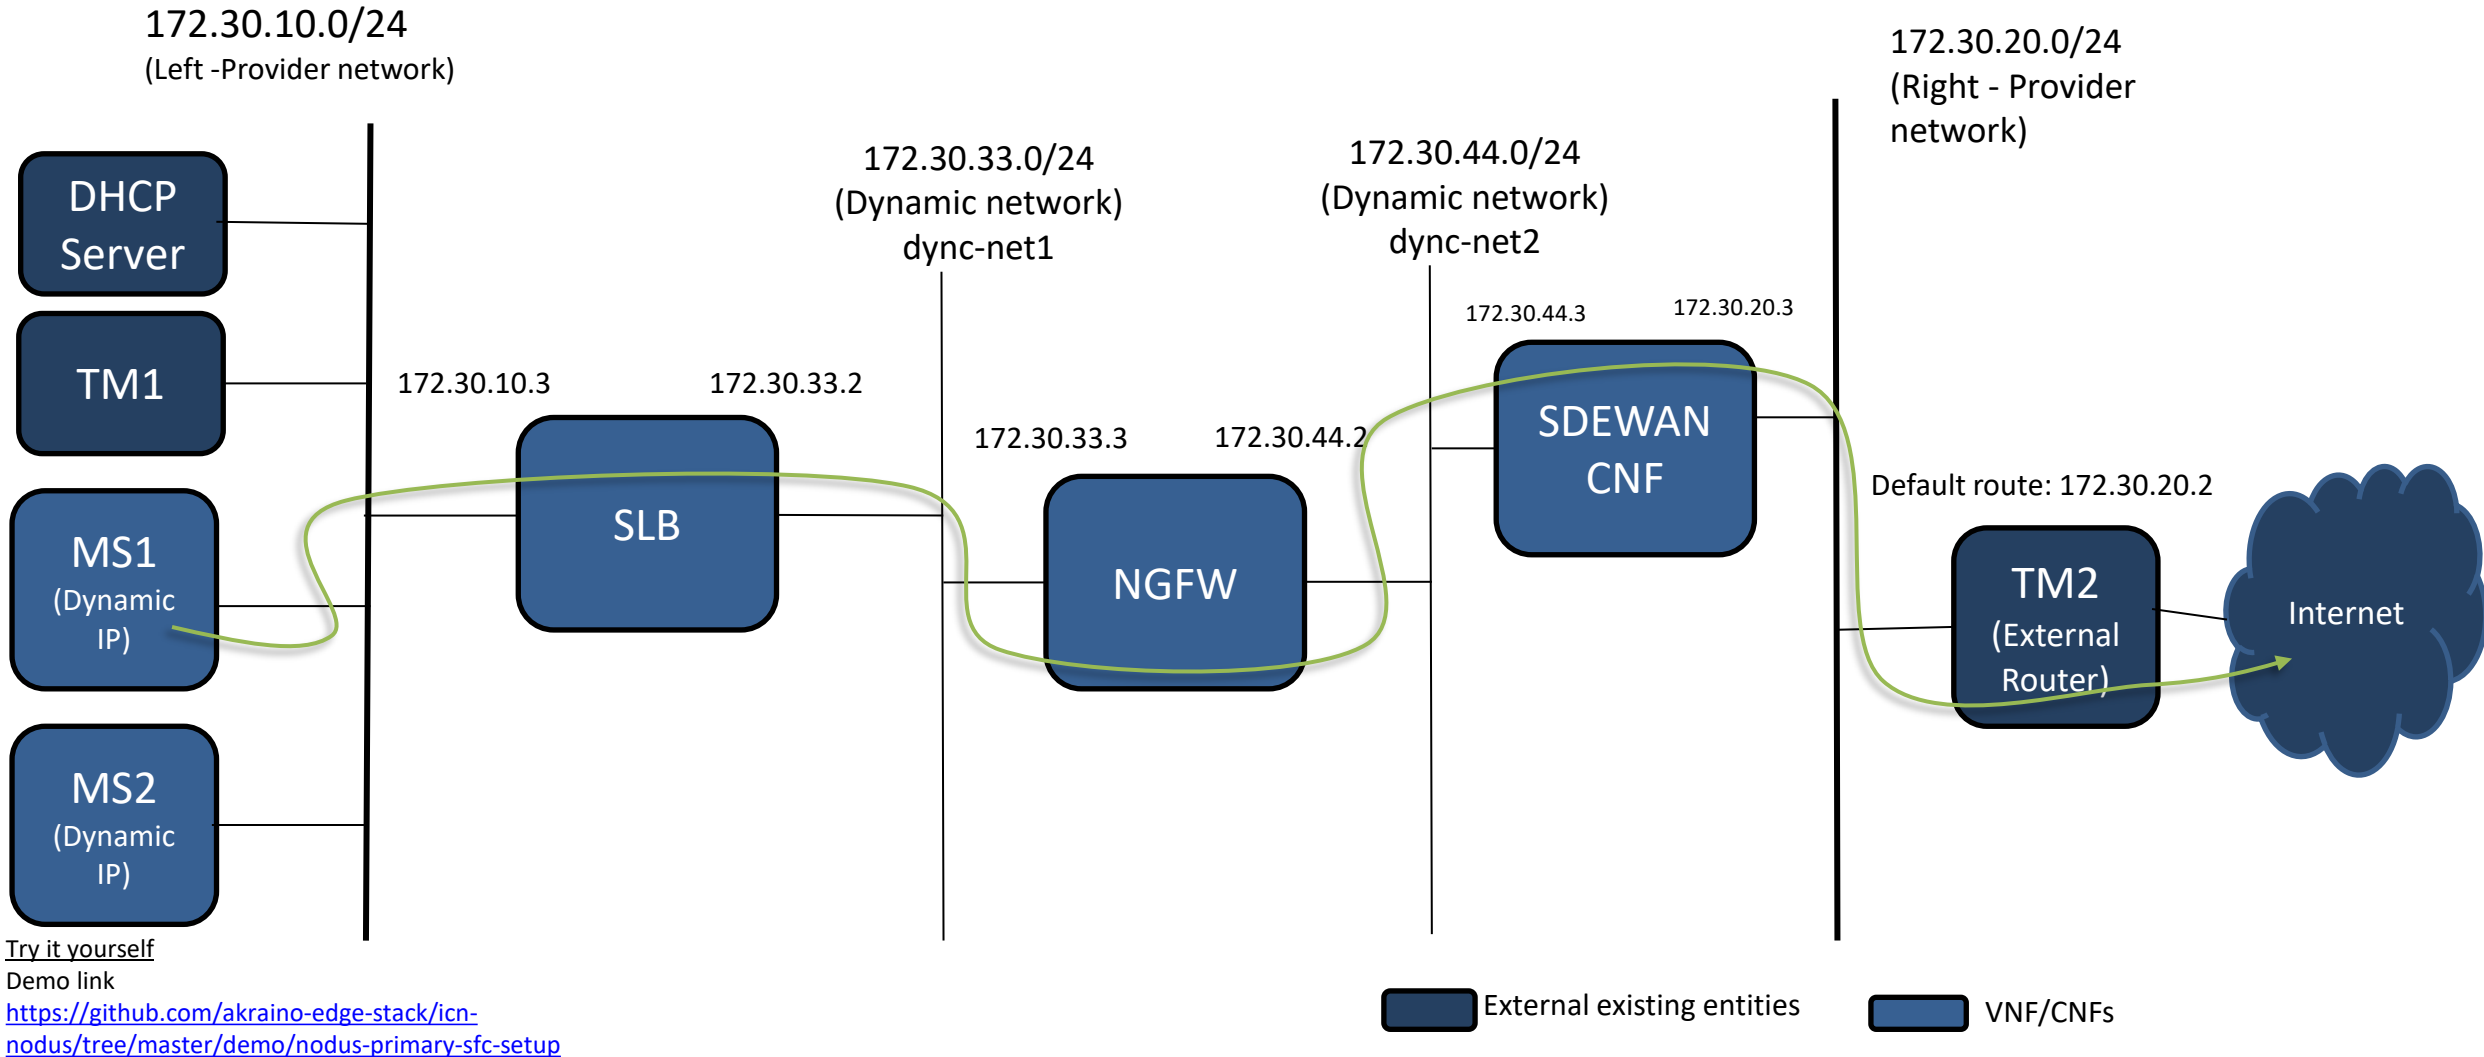 172.30.10.0/24
(Left -Provider network)
172.30.20.0/24
(Right - Provider
network)
172.30.33.0/24
(Dynamic network)
dync-net1
172.30.44.0/24
(Dynamic network)
dync-net2
DHCP
Server
TM1
MS1
(Dynamic
IP)
MS2
(Dynamic
IP)
172.30.10.3
172.30.33.2
SLB
172.30.33.3
172.30.44.2
NGFW
172.30.44.3
172.30.20.3
SDEWAN
CNF
Default route: 172.30.20.2
TM2
(External
Router)
Internet
Try it yourself
Demo link
https://github.com/akraino-edge-stack/icn-
nodus/tree/master/demo/nodus-primary-sfc-setup
External existing entities
VNF/CNFs